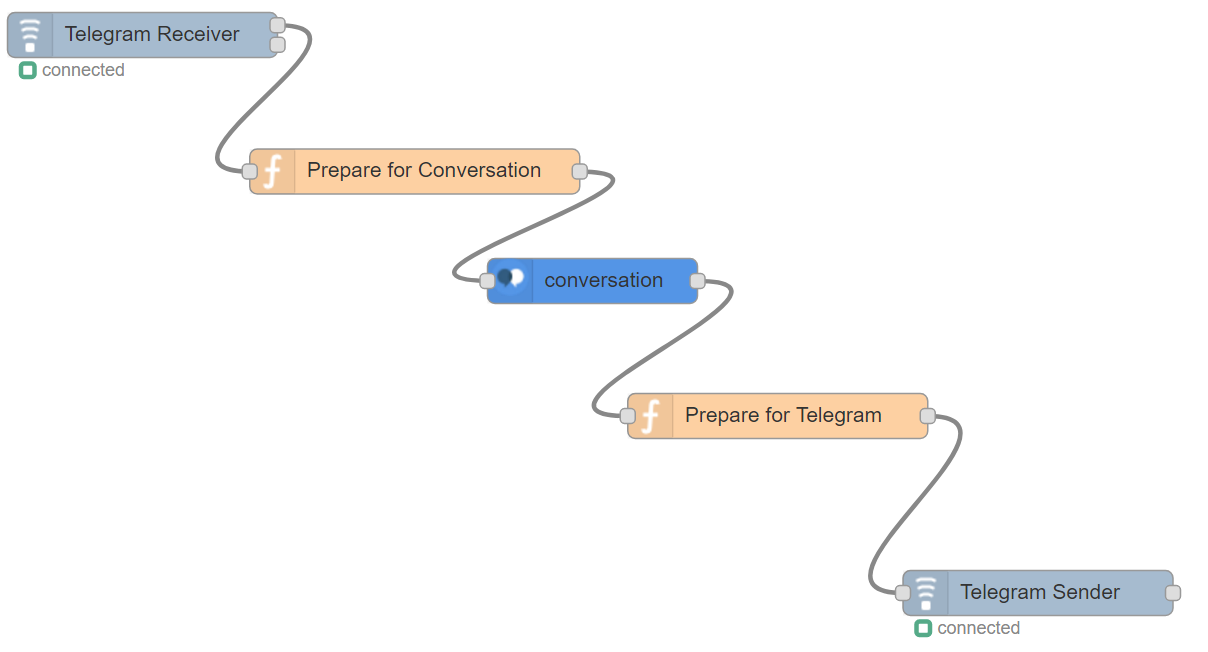 Telegram Receiver
connected
Prepare for Conversation
conversation
Prepare for Telegram
Telegram Sender
connected